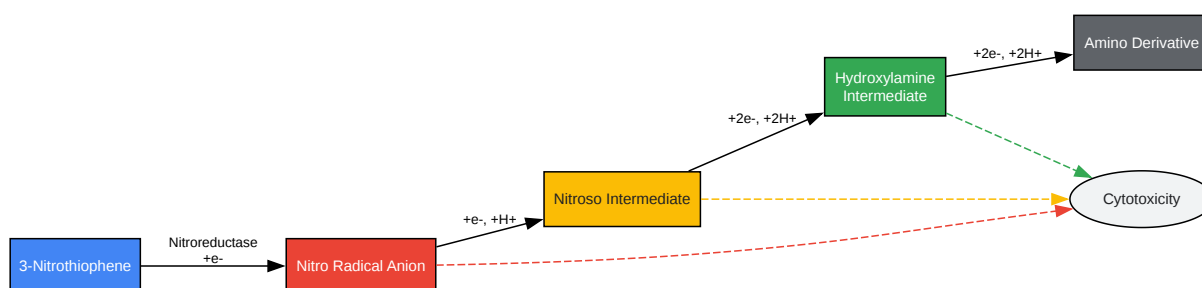 3-Nitrothiophene
Nitroreductase
+e-
Nitro Radical Anion
+e-, +H+
Nitroso Intermediate
+2e-, +2H+
Hydroxylamine
Intermediate
+2e-, +2H+
Amino Derivative
Cytotoxicity